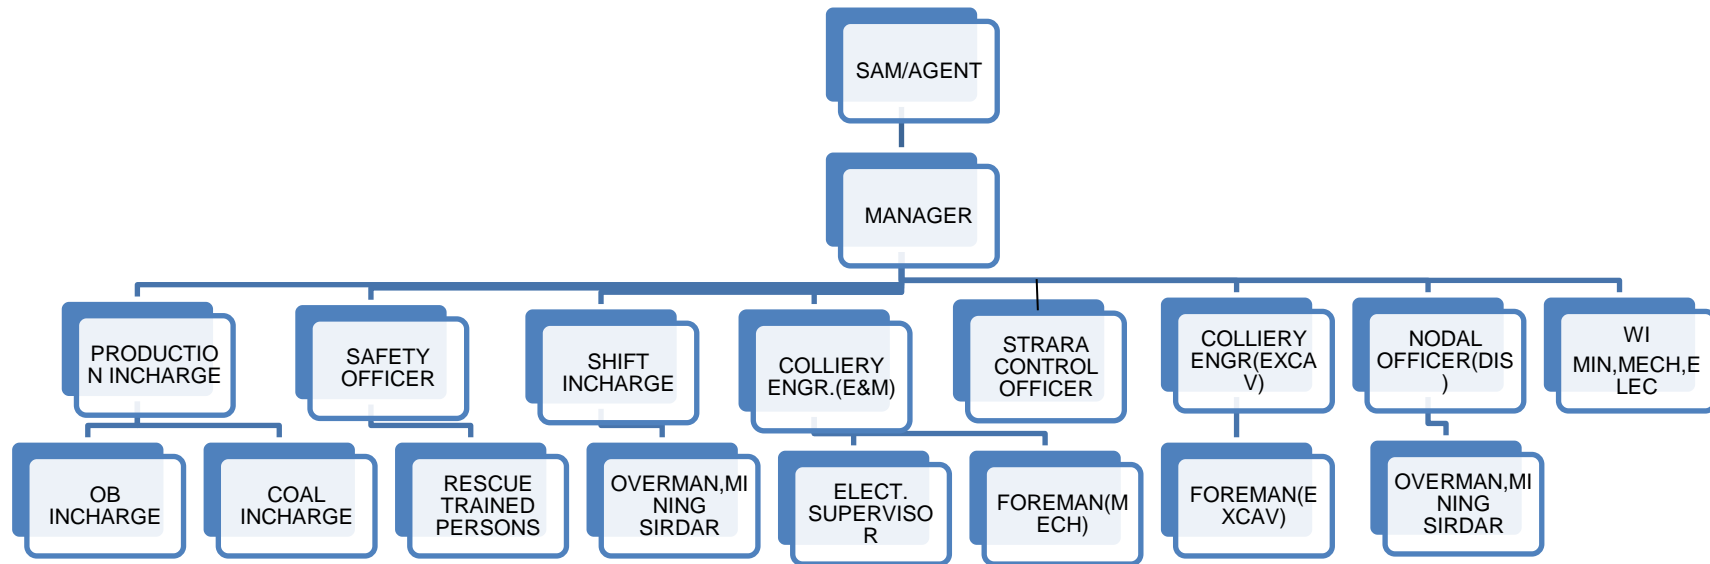 SAM/AGENT
MANAGER
PRODUCTIO
N INCHARGE
SAFETY
OFFICER
SHIFT
INCHARGE
COLLIERY
ENGR.(E&M)
STRARA
CONTROL
OFFICER
COLLIERY
ENGR(EXCA
V)
NODAL
OFFICER(DIS
)
WI
MIN,MECH,E
LEC
OB
INCHARGE
COAL
INCHARGE
RESCUE
TRAINED
PERSONS
OVERMAN,MI
NING
SIRDAR
ELECT.
SUPERVISO
R
FOREMAN(M
ECH)
FOREMAN(E
XCAV)
OVERMAN,MI
NING
SIRDAR